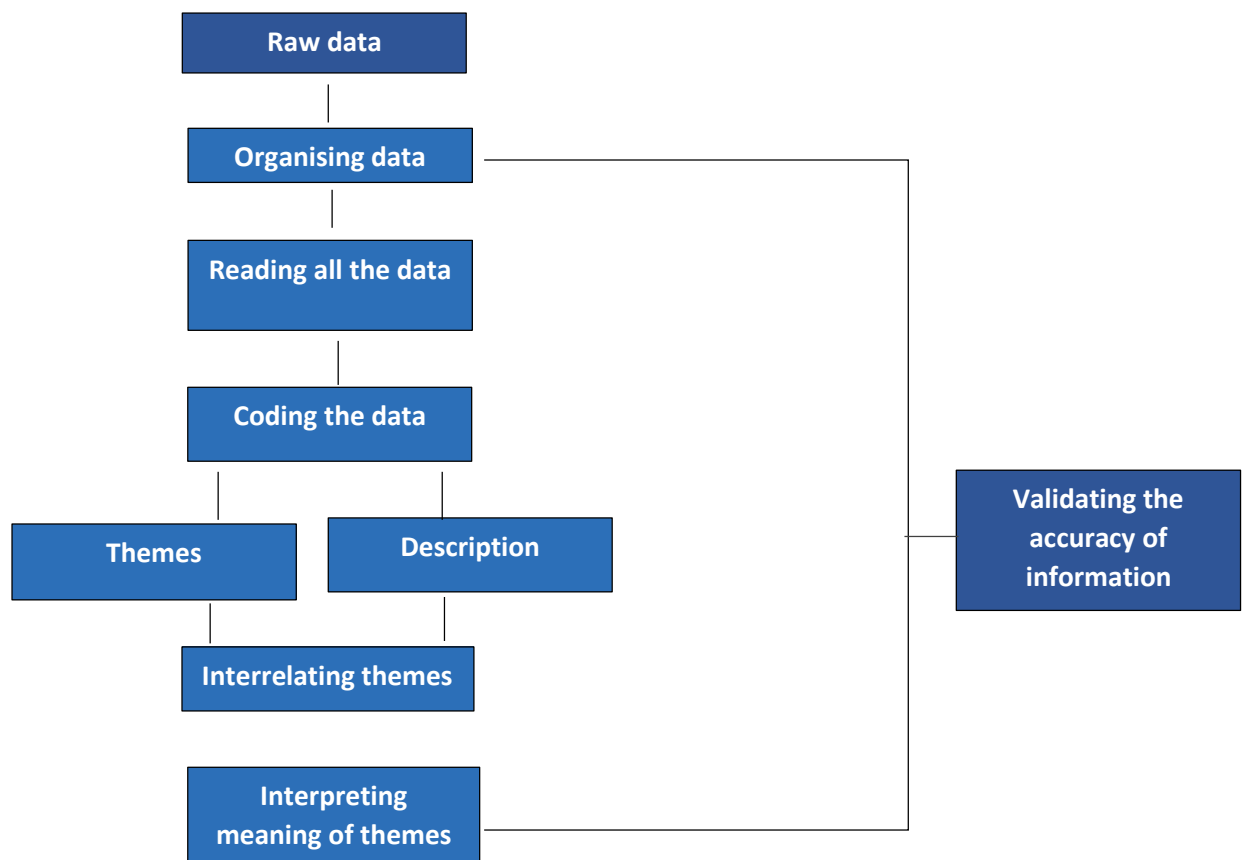 Raw data
Organising data
Reading all the data
Coding the data
Themes
Description
Interrelating themes
Interpreting
meaning of themes
Validating the
accuracy of
information